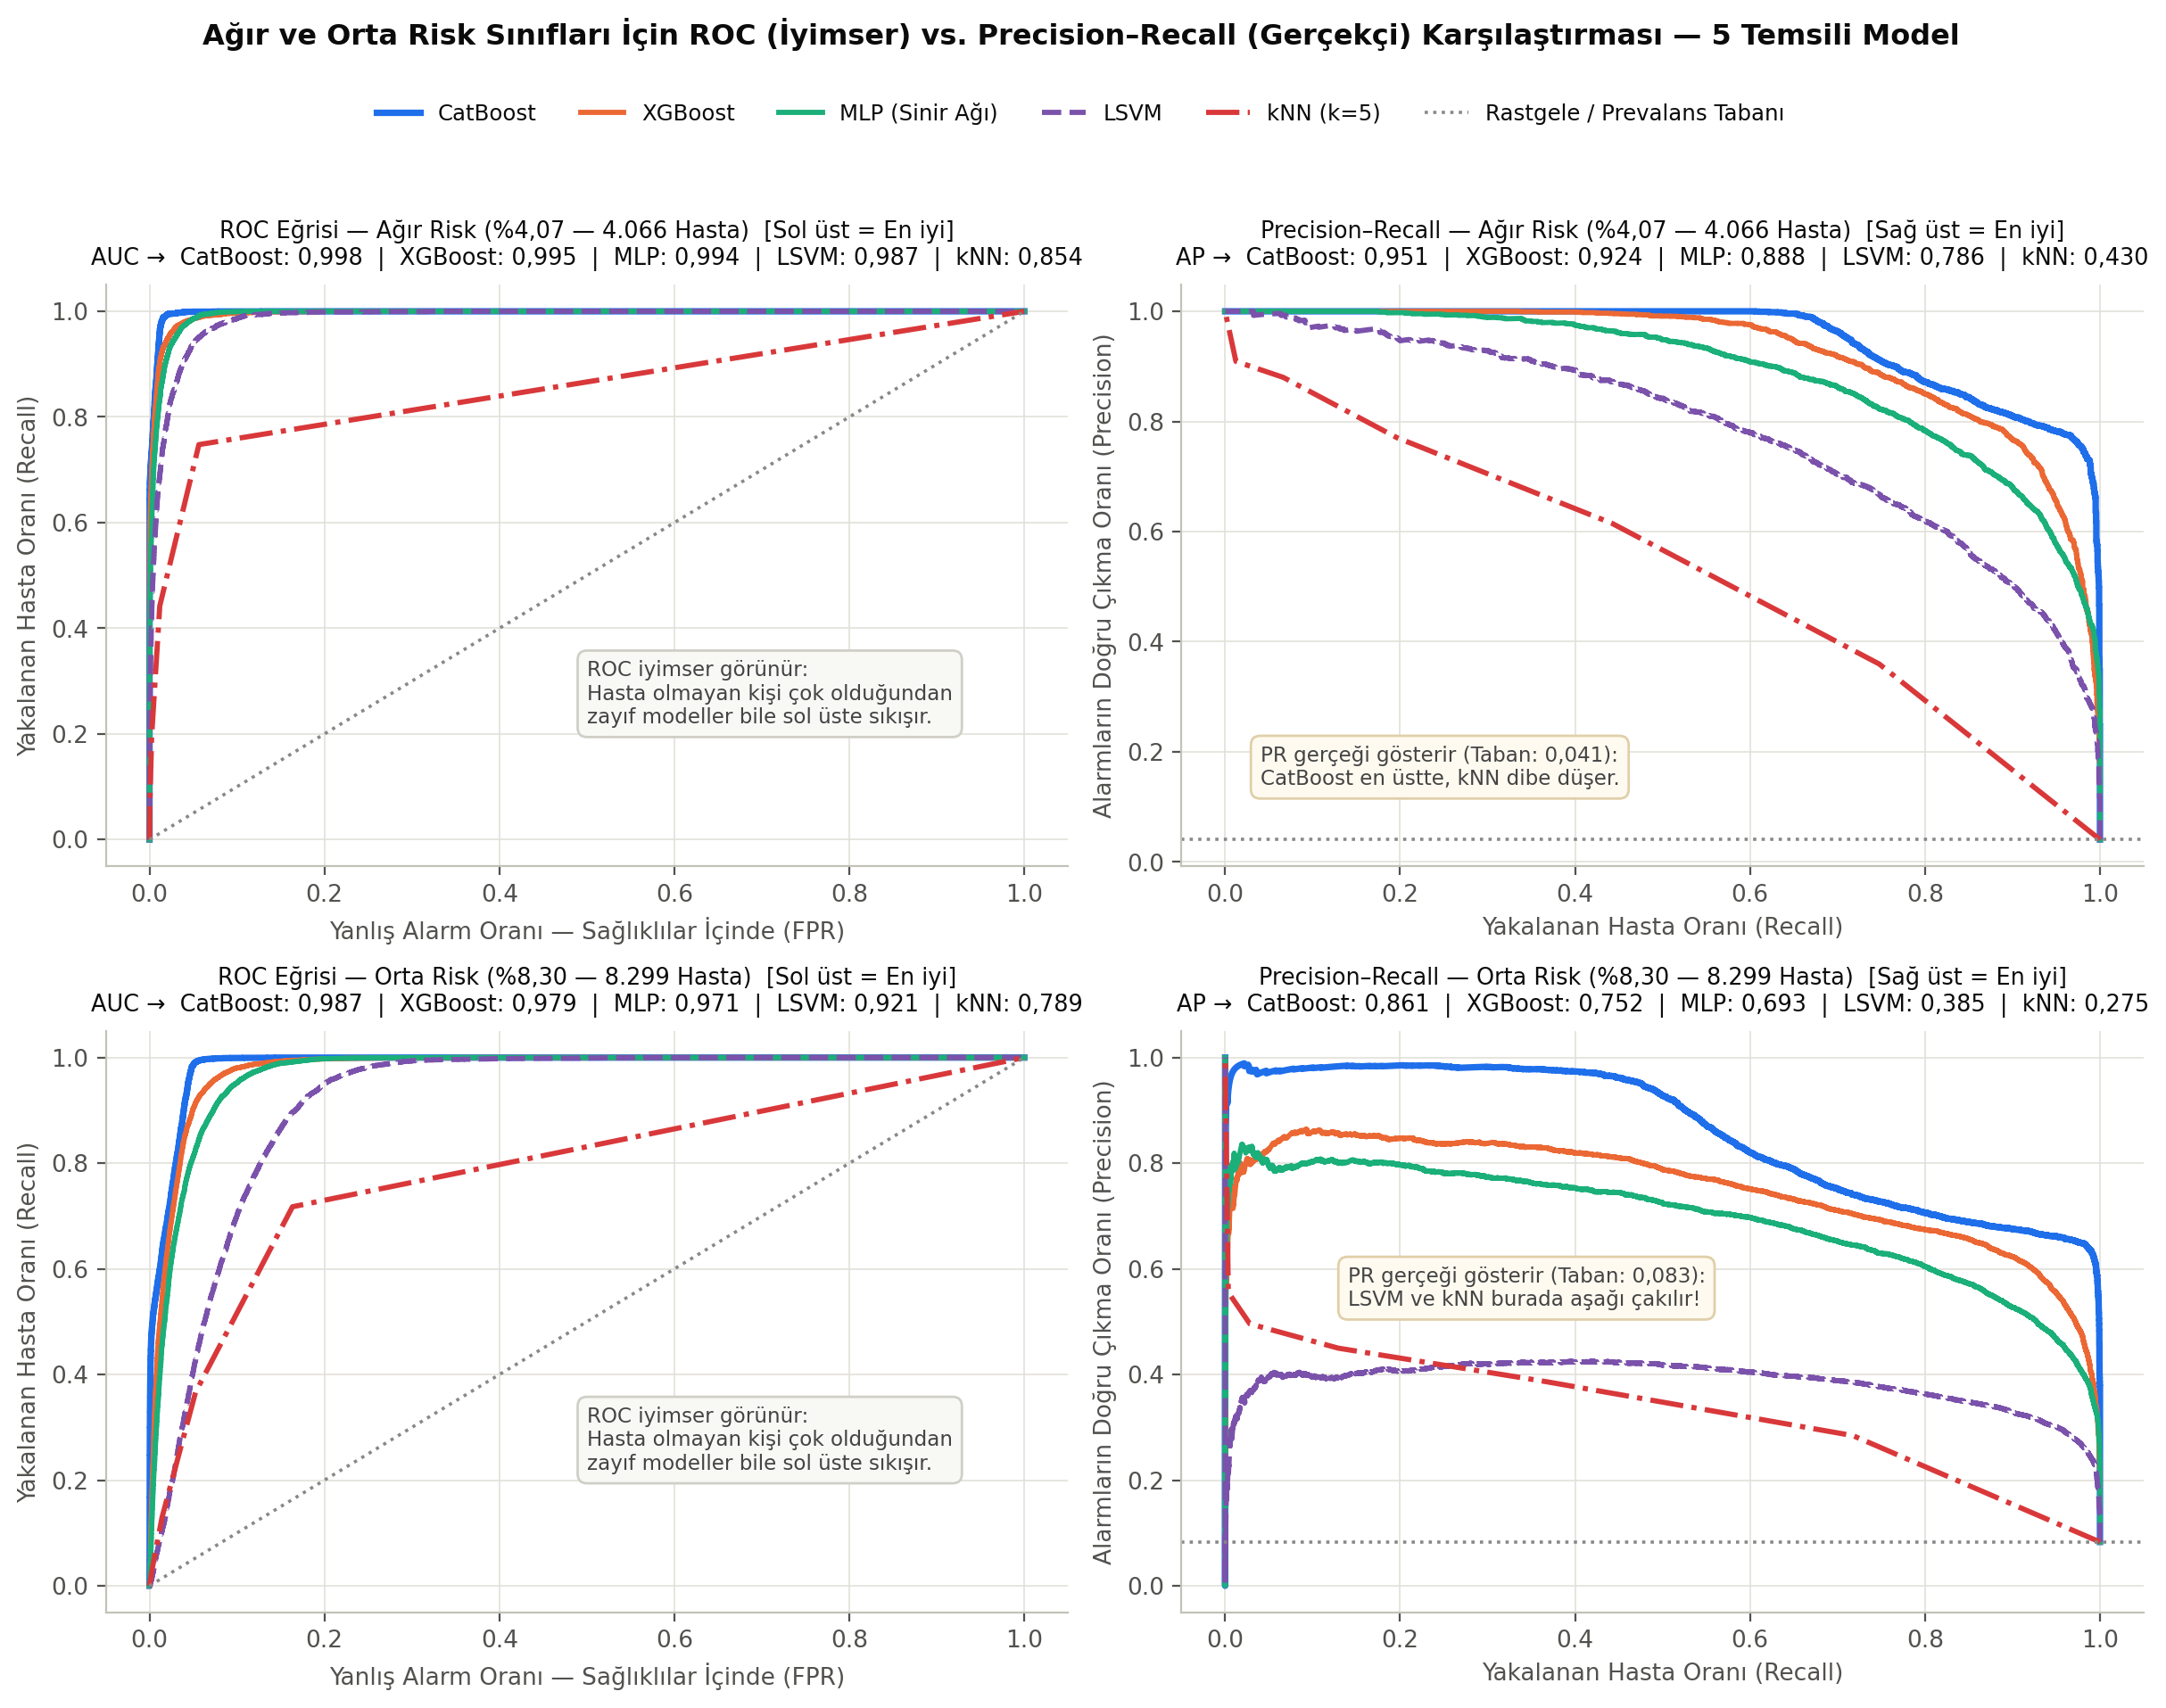 Ağır ve Orta Risk Sınıfları İçin ROC (İyimser) vs. Precision–Recall (Gerçekçi) Karşılaştırması — 5 Temsili Model
CatBoost
XGBoost
MLP (Sinir Ağı)
LSVM
kNN (k=5)
Rastgele / Prevalans Tabanı
ROC Eğrisi — Ağır Risk (%4,07 — 4.066 Hasta) [Sol üst = En iyi]
AUC → CatBoost: 0,998 | XGBoost: 0,995 | MLP: 0,994 | LSVM: 0,987 | kNN: 0,854
Yakalanan Hasta Oranı (Recall)
1.0
0.8
0.6
0.4
0.2
0.0
ROC iyimser görünür:
Hasta olmayan kişi çok olduğundan
zayıf modeller bile sol üste sıkışır.
0.0 0.2 0.4 0.6 0.8 1.0
Yanlış Alarm Oranı — Sağlıklılar İçinde (FPR)
Precision–Recall — Ağır Risk (%4,07 — 4.066 Hasta) [Sağ üst = En iyi]
AP → CatBoost: 0,951 | XGBoost: 0,924 | MLP: 0,888 | LSVM: 0,786 | kNN: 0,430
Alarmların Doğru Çıkma Oranı (Precision)
1.0
0.8
0.6
0.4
0.2
0.0
PR gerçeği gösterir (Taban: 0,041):
CatBoost en üstte, kNN dibe düşer.
0.0 0.2 0.4 0.6 0.8 1.0
Yakalanan Hasta Oranı (Recall)
ROC Eğrisi — Orta Risk (%8,30 — 8.299 Hasta) [Sol üst = En iyi]
AUC → CatBoost: 0,987 | XGBoost: 0,979 | MLP: 0,971 | LSVM: 0,921 | kNN: 0,789
Yakalanan Hasta Oranı (Recall)
1.0
0.8
0.6
0.4
0.2
0.0
ROC iyimser görünür:
Hasta olmayan kişi çok olduğundan
zayıf modeller bile sol üste sıkışır.
0.0 0.2 0.4 0.6 0.8 1.0
Yanlış Alarm Oranı — Sağlıklılar İçinde (FPR)
Precision–Recall — Orta Risk (%8,30 — 8.299 Hasta) [Sağ üst = En iyi]
AP → CatBoost: 0,861 | XGBoost: 0,752 | MLP: 0,693 | LSVM: 0,385 | kNN: 0,275
Alarmların Doğru Çıkma Oranı (Precision)
1.0
0.8
0.6
0.4
0.2
0.0
PR gerçeği gösterir (Taban: 0,083):
LSVM ve kNN burada aşağı çakılır!
0.0 0.2 0.4 0.6 0.8 1.0
Yakalanan Hasta Oranı (Recall)